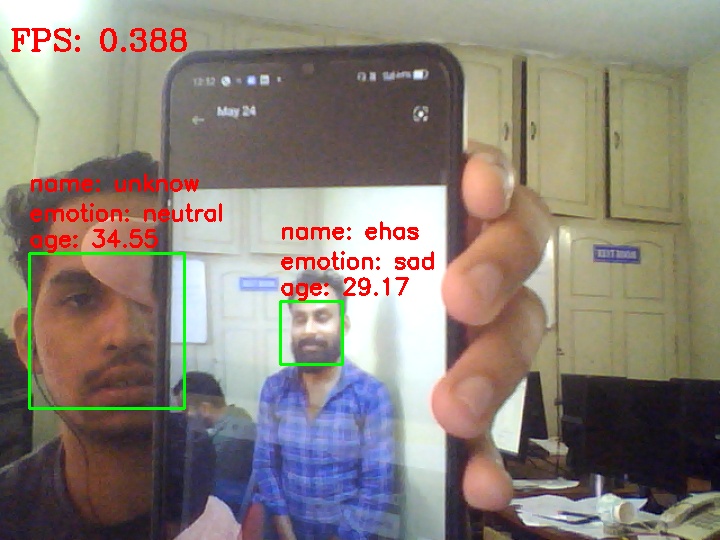 FPS: 0.388
12:52
May 24
name: unknow
emotion: neutral
age: 34.55
name: ehas
emotion: sad
age: 29.17